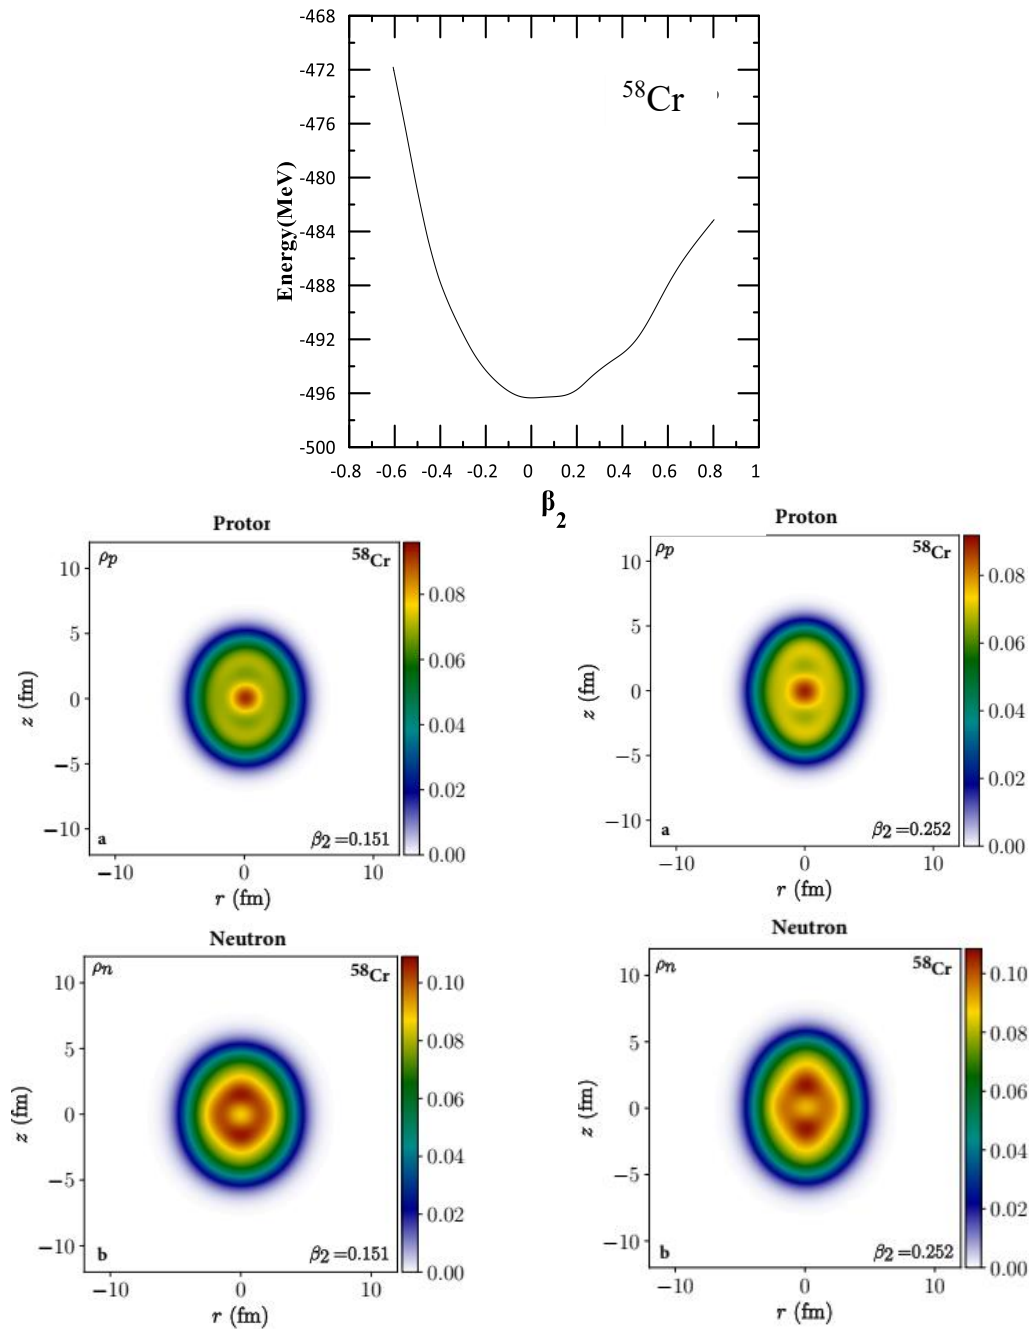 -468
-472
-476
-480
-484
-488
-492
-496
-500
Energy(MeV)
⁵⁸Cr
-0.8 -0.6 -0.4 -0.2 0 0.2 0.4 0.6 0.8 1
β₂
Protor
ρp ⁵⁸Cr
10
5
0
−5
−10
z (fm)
a β₂=0.151
−10 0 10
r (fm)
0.08
0.06
0.04
0.02
0.00
Proton
ρp ⁵⁸Cr
10
5
0
−5
−10
z (fm)
a β₂=0.252
−10 0 10
r (fm)
0.08
0.06
0.04
0.02
0.00
Neutron
ρn ⁵⁸Cr
10
5
0
−5
−10
z (fm)
b β₂=0.151
−10 0 10
r (fm)
0.10
0.08
0.06
0.04
0.02
0.00
Neutron
ρn ⁵⁸Cr
10
5
0
−5
−10
z (fm)
b β₂=0.252
−10 0 10
r (fm)
0.10
0.08
0.06
0.04
0.02
0.00